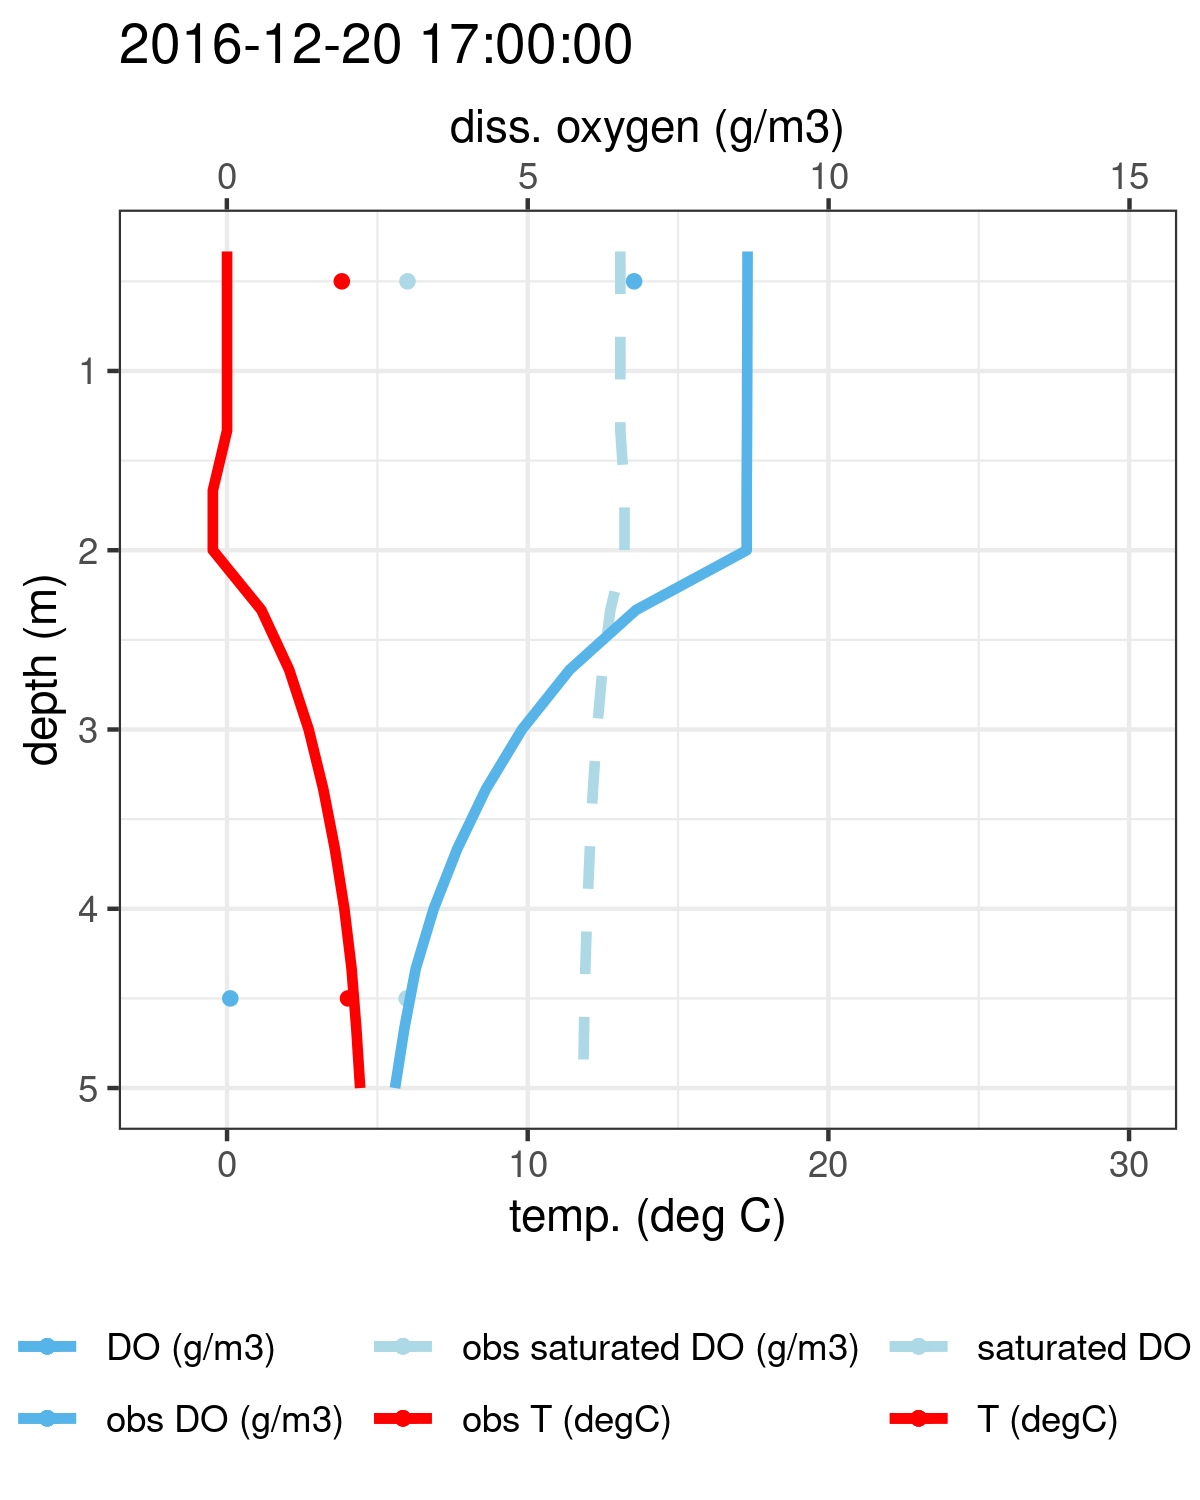 2016-12-20 17:00:00
diss. oxygen (g/m3)
0 5 10 15
depth (m)
1
2
3
4
5
0 10 20 30
temp. (deg C)
DO (g/m3) obs saturated DO (g/m3) saturated DO
obs DO (g/m3) obs T (degC) T (degC)